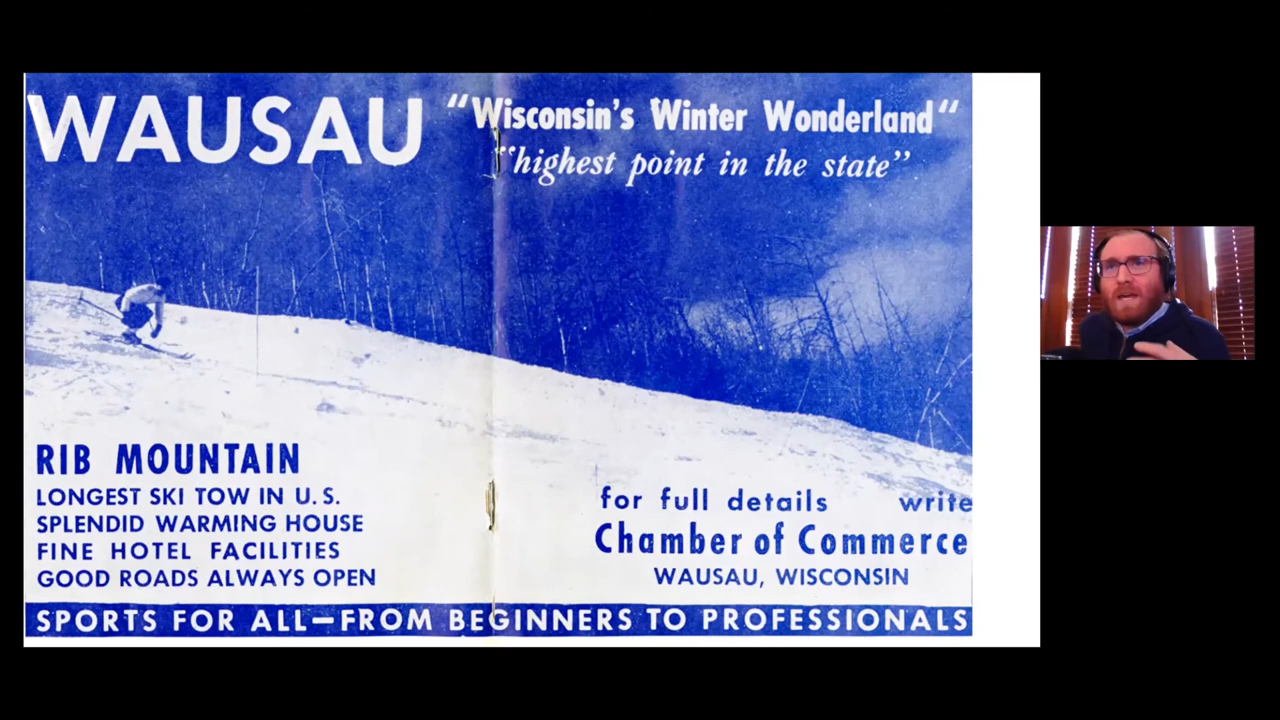 WAUSAU
“Wisconsin's Winter Wonderland“
“highest point in the state”
RIB MOUNTAIN
LONGEST SKI TOW IN U.S.
SPLENDID WARMING HOUSE
FINE HOTEL FACILITIES
GOOD ROADS ALWAYS OPEN
for full details write
Chamber of Commerce
WAUSAU, WISCONSIN
SPORTS FOR ALL—FROM BEGINNERS TO PROFESSIONALS